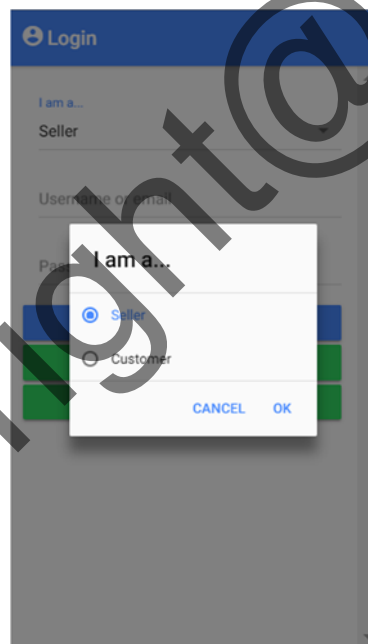 Login
I am a...
Seller
Username or email
I am a...
Seller
Customer
CANCEL
OK